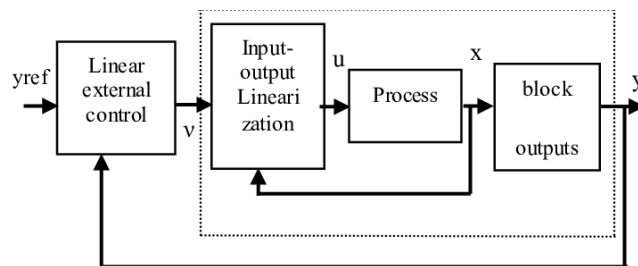 yref
Linear
external
control
ν
Input-
output
Lineari
zation
u
Process
x
block
outputs
y